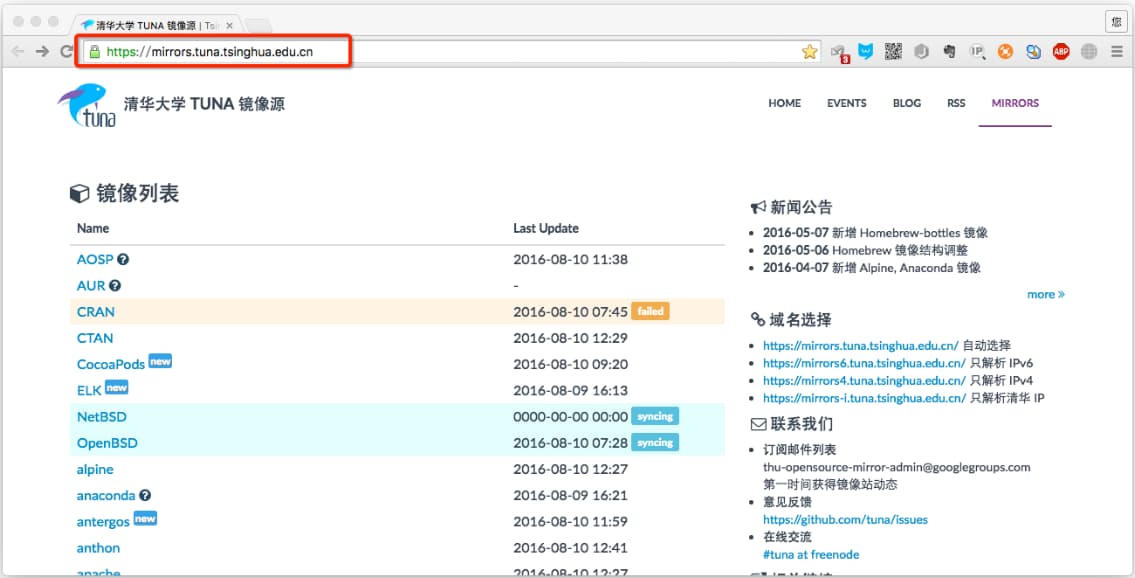 清华大学 TUNA 镜像源 | Tsin
您
https://mirrors.tuna.tsinghua.edu.cn
3
IP
ABP
tuna
清华大学 TUNA 镜像源
HOME EVENTS BLOG RSS MIRRORS
镜像列表
Name Last Update
AOSP 2016-08-10 11:38
AUR -
CRAN 2016-08-10 07:45 failed
CTAN 2016-08-10 12:29
CocoaPods new 2016-08-10 09:20
ELK new 2016-08-09 16:13
NetBSD 0000-00-00 00:00 syncing
OpenBSD 2016-08-10 07:28 syncing
alpine 2016-08-10 12:27
anaconda 2016-08-09 16:21
antergos new 2016-08-10 11:59
anthon 2016-08-10 12:41
apache 2016-08-10 12:27
新闻公告
2016-05-07 新增 Homebrew-bottles 镜像
2016-05-06 Homebrew 镜像结构调整
2016-04-07 新增 Alpine, Anaconda 镜像
more »
域名选择
https://mirrors.tuna.tsinghua.edu.cn/ 自动选择
https://mirrors6.tuna.tsinghua.edu.cn/ 只解析 IPv6
https://mirrors4.tuna.tsinghua.edu.cn/ 只解析 IPv4
https://mirrors-i.tuna.tsinghua.edu.cn/ 只解析清华 IP
联系我们
订阅邮件列表
thu-opensource-mirror-admin@googlegroups.com
第一时间获得镜像站动态
意见反馈
https://github.com/tuna/issues
在线交流
#tuna at freenode